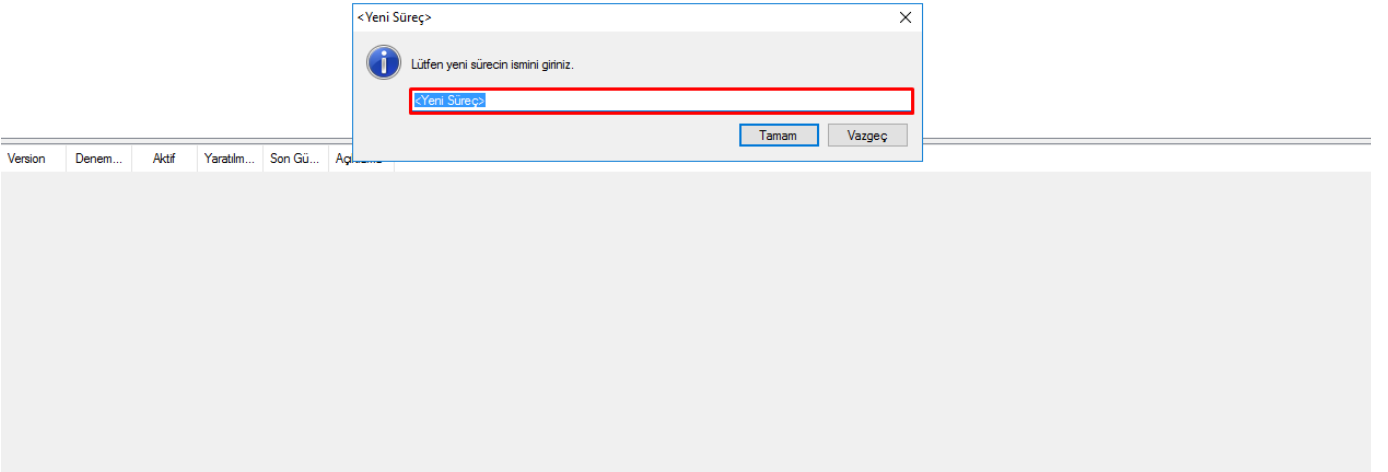 <Yeni Süreç>
Lütfen yeni sürecin ismini giriniz.
<Yeni Süreç>
Tamam Vazgeç
Version Denem... Aktif Yaratılm... Son Gü...